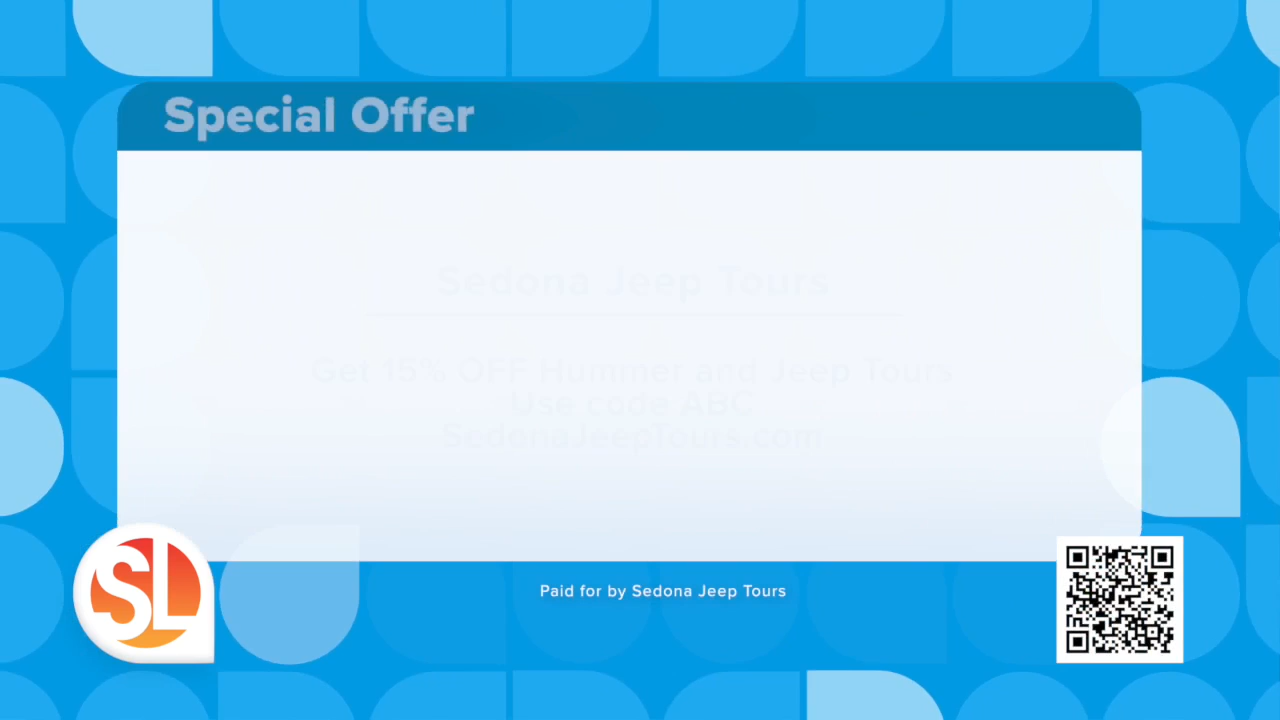 Special Offer
Sedona Jeep Tours
Get 15% OFF Hummer and Jeep Tours
Use code ABC
SedonaJeepTours.com
SL
Paid for by Sedona Jeep Tours